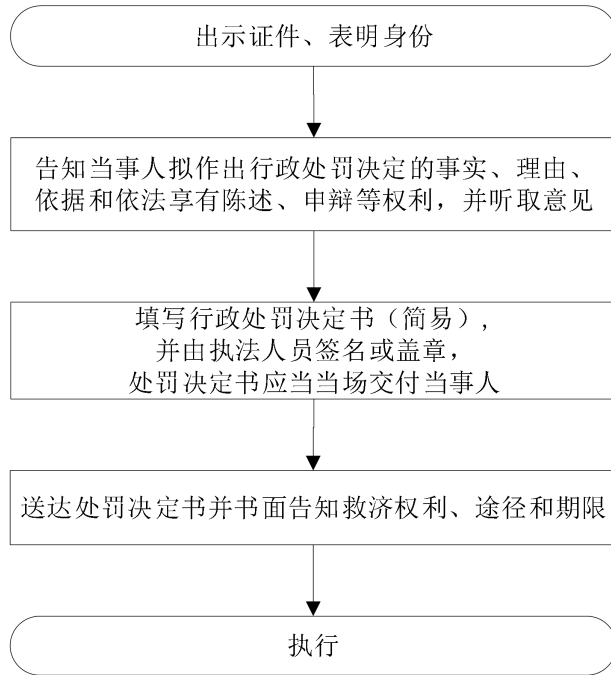 出示证件、表明身份
告知当事人拟作出行政处罚决定的事实、理由、
依据和依法享有陈述、申辩等权利，并听取意见
填写行政处罚决定书（简易），
并由执法人员签名或盖章，
处罚决定书应当当场交付当事人
送达处罚决定书并书面告知救济权利、途径和期限
执行